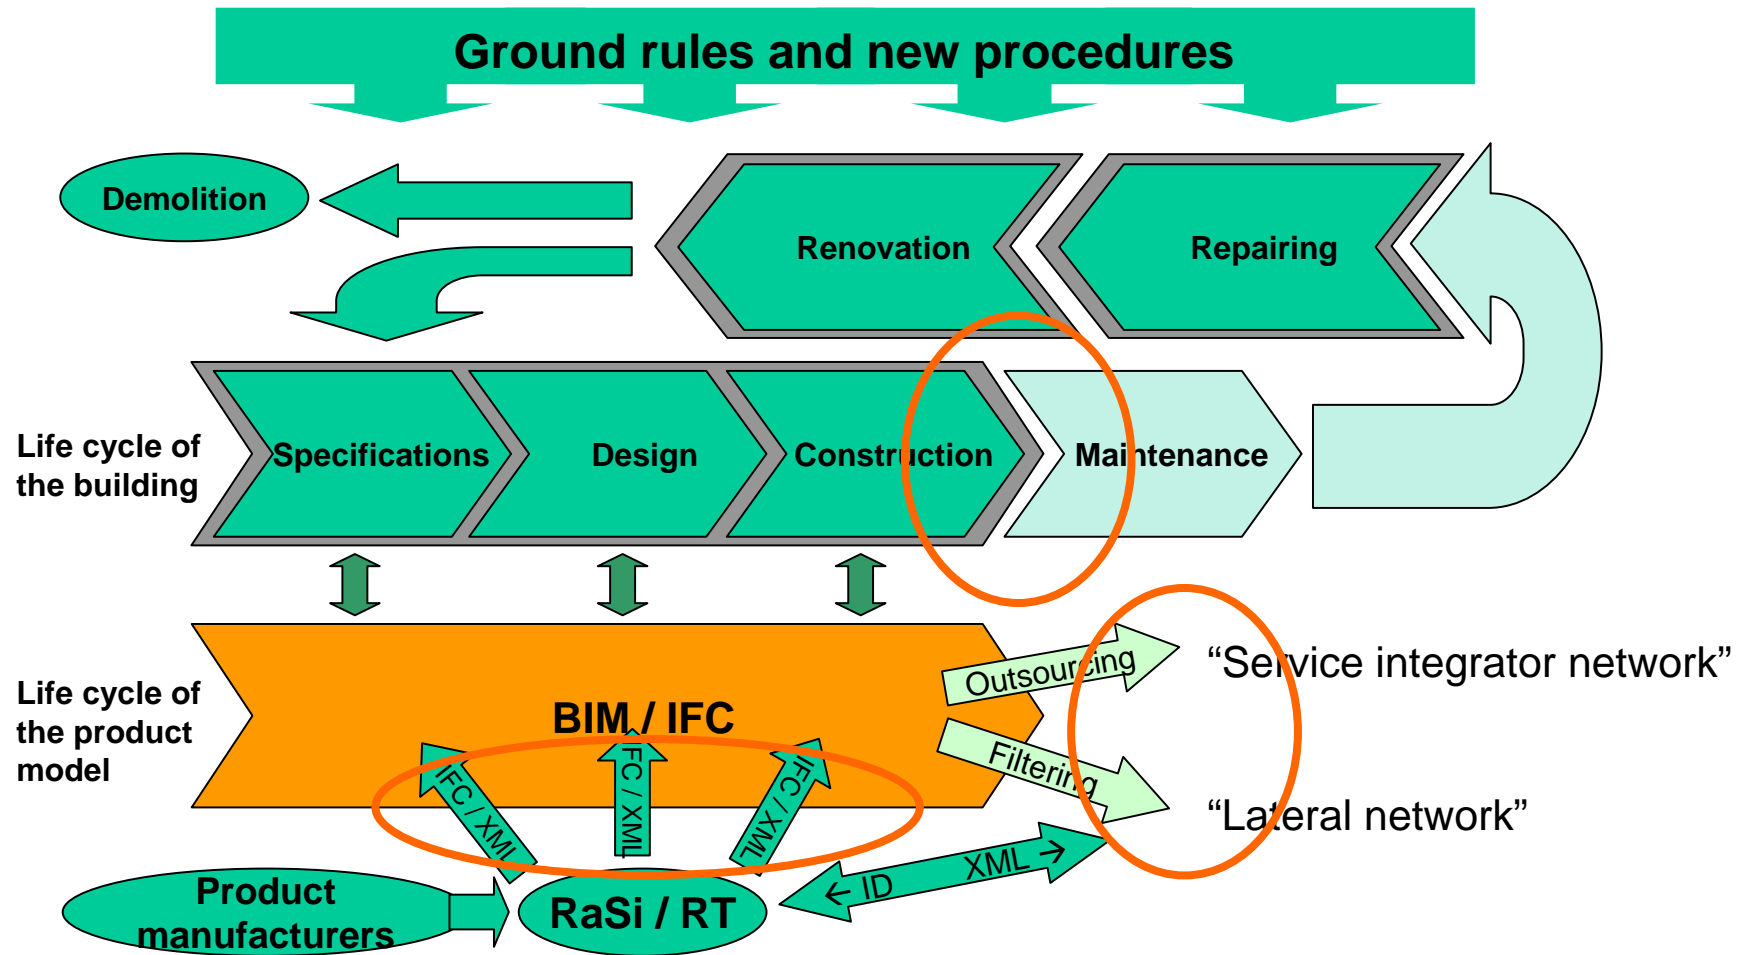 Ground rules and new procedures
Demolition
Renovation
Repairing
Life cycle of
the building
Specifications
Design
Construction
Maintenance
Life cycle of
the product
model
BIM / IFC
Outsourcing
"Service integrator network"
Filtering
"Lateral network"
IFC / XML
FC / XML
IFC / XML
← ID XML →
Product
manufacturers
RaSi / RT